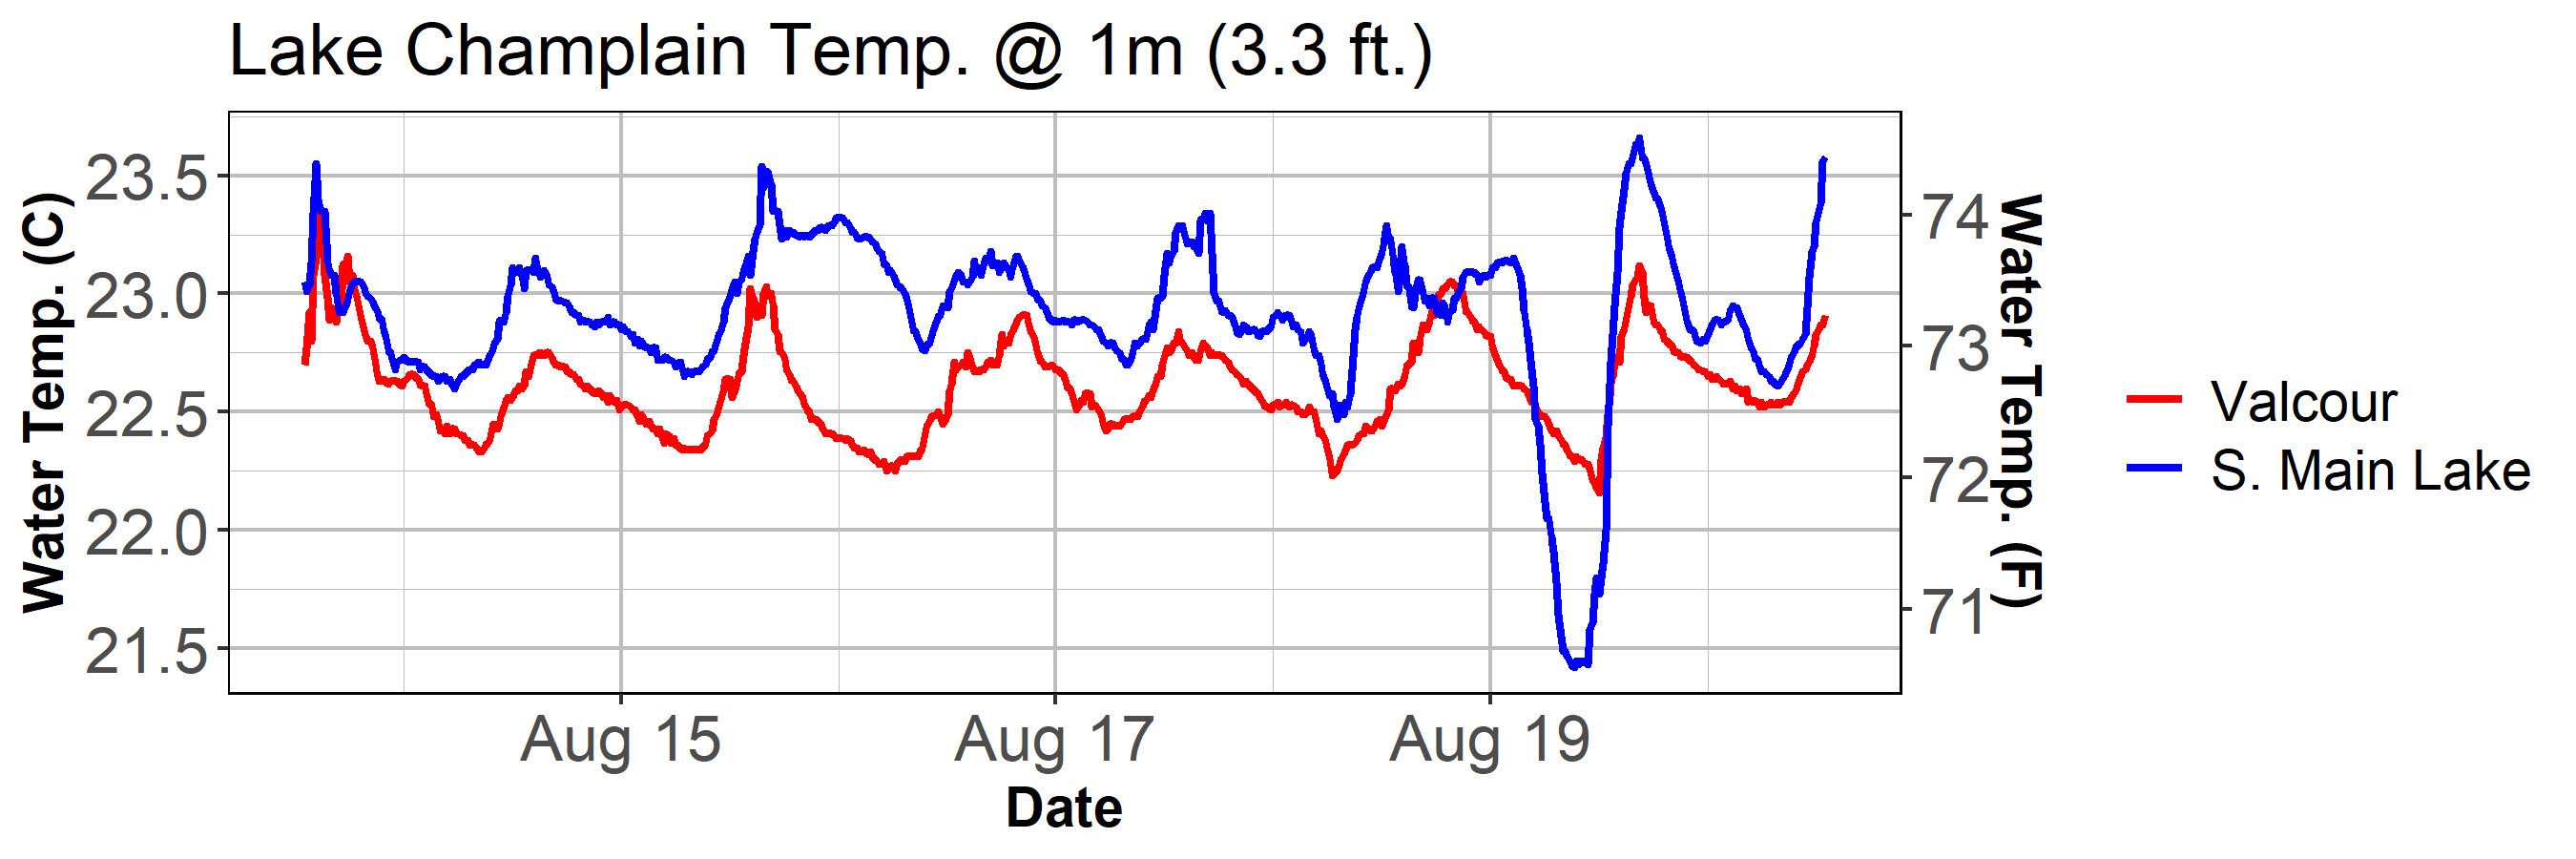 Lake Champlain Temp. @ 1m (3.3 ft.)
Water Temp. (C)
23.5
23.0
22.5
22.0
21.5
74
73
72
71
Water Temp. (F)
Aug 15
Aug 17
Aug 19
Date
Valcour
S. Main Lake